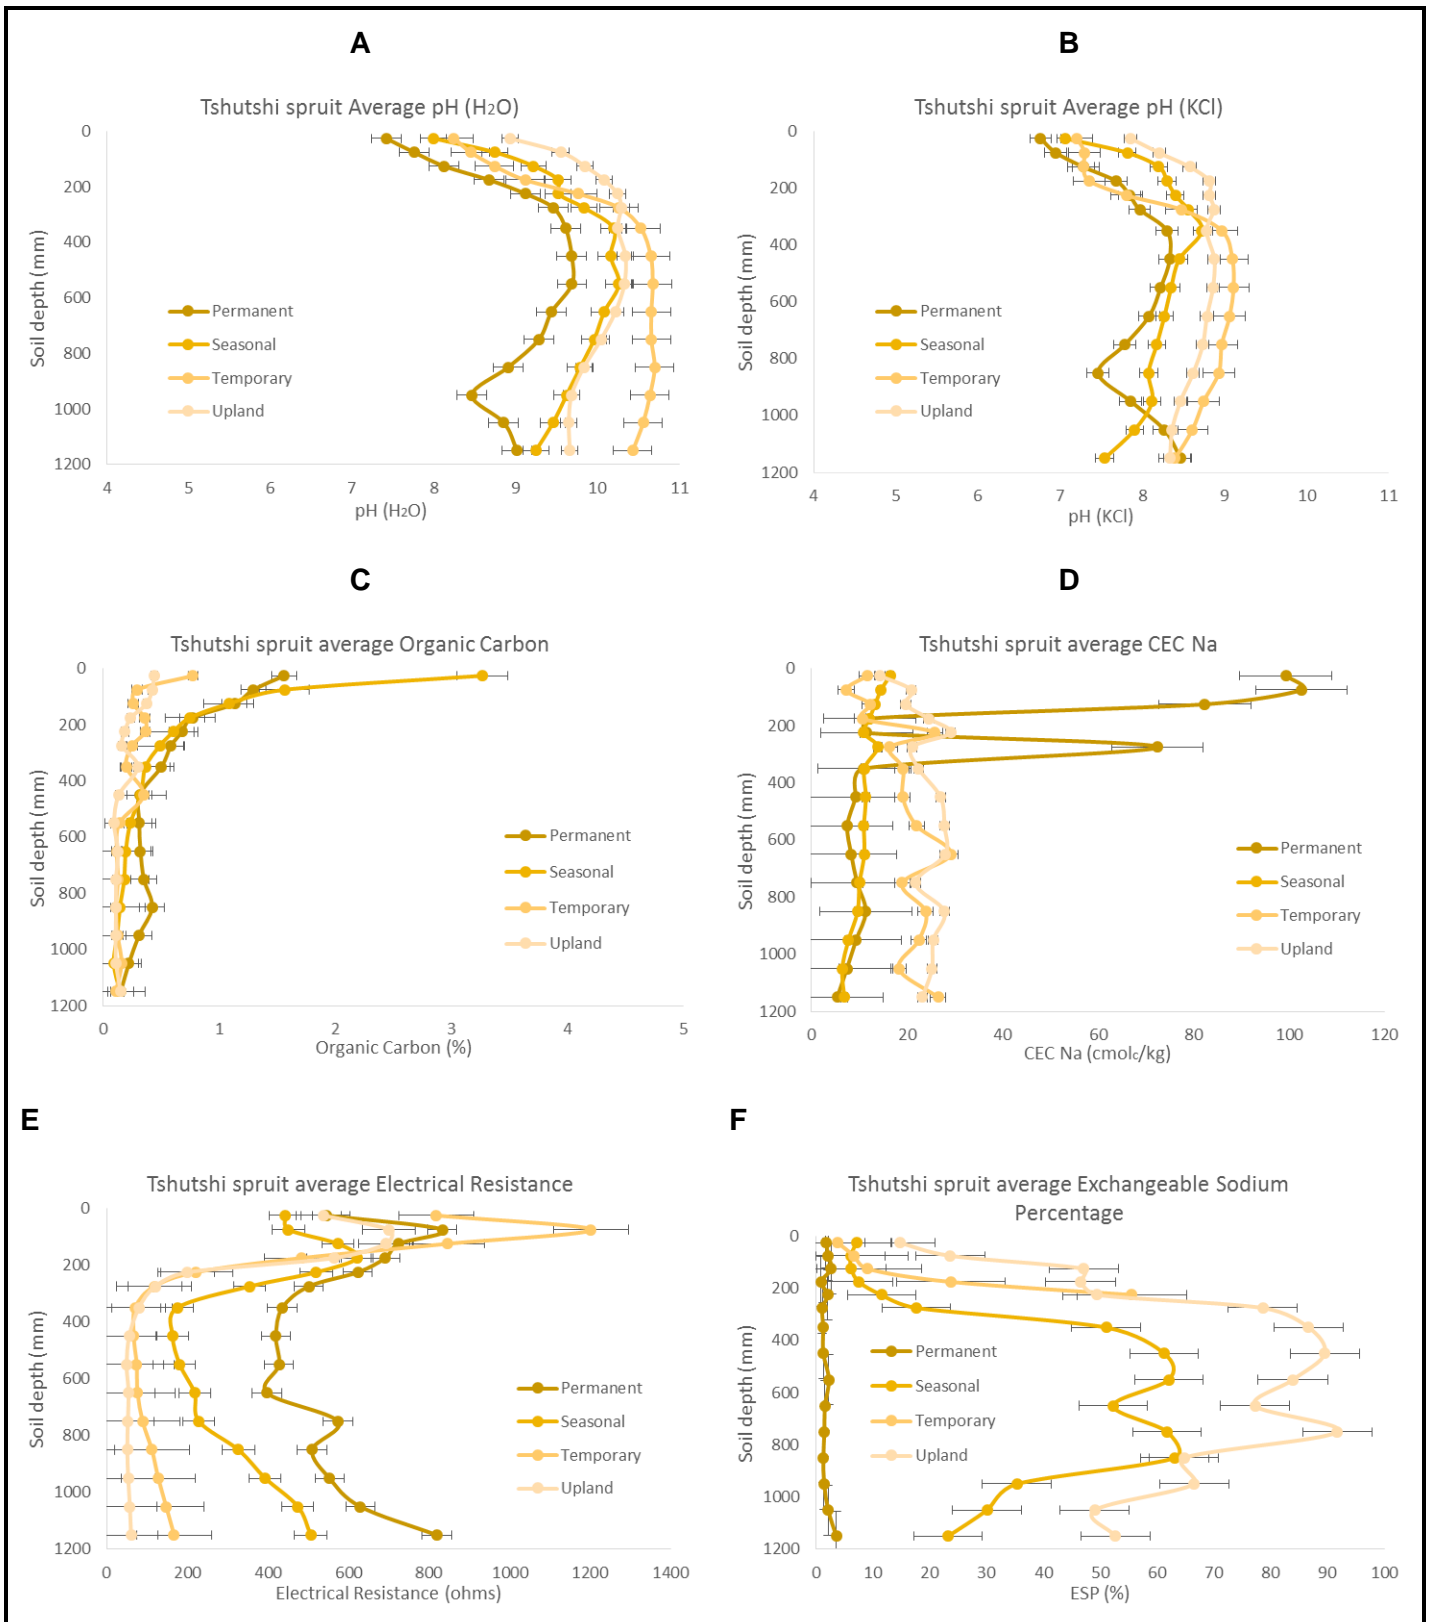 A
Tshutshi spruit Average pH (H₂O)
0
200
400
600
800
1000
1200
Soil depth (mm)
Permanent
Seasonal
Temporary
Upland
4 5 6 7 8 9 10 11
pH (H₂O)
B
Tshutshi spruit Average pH (KCl)
0
200
400
600
800
1000
1200
Soil depth (mm)
Permanent
Seasonal
Temporary
Upland
4 5 6 7 8 9 10 11
pH (KCl)
C
Tshutshi spruit average Organic Carbon
0
200
400
600
800
1000
1200
Soil depth (mm)
Permanent
Seasonal
Temporary
Upland
0 1 2 3 4 5
Organic Carbon (%)
D
Tshutshi spruit average CEC Na
0
200
400
600
800
1000
1200
Soil depth (mm)
Permanent
Seasonal
Temporary
Upland
0 20 40 60 80 100 120
CEC Na (cmolc/kg)
E
Tshutshi spruit average Electrical Resistance
0
200
400
600
800
1000
1200
Soil depth (mm)
Permanent
Seasonal
Temporary
Upland
0 200 400 600 800 1000 1200 1400
Electrical Resistance (ohms)
F
Tshutshi spruit average Exchangeable Sodium
Percentage
0
200
400
600
800
1000
1200
Soil depth (mm)
Permanent
Seasonal
Temporary
Upland
0 10 20 30 40 50 60 70 80 90 100
ESP (%)